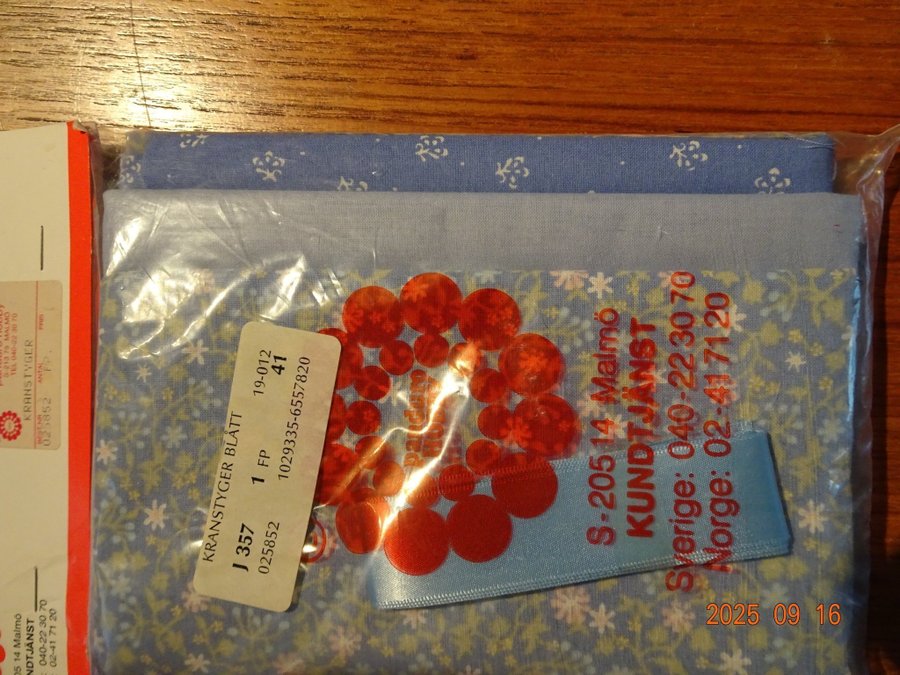 KRANSTYGER
025852 FP.
05 14 Malmö
NDTJÄNST
040-22 30 70
02-41 71 20
KRANSTYGER BLÅTT 19-012
J 357 1 FP 41
025852 1029335-6557820
S-205 14 Malmö
KUNDTJÄNST
Sverige: 040-22 30 70
Norge: 02-41 71 20
2025 09 16